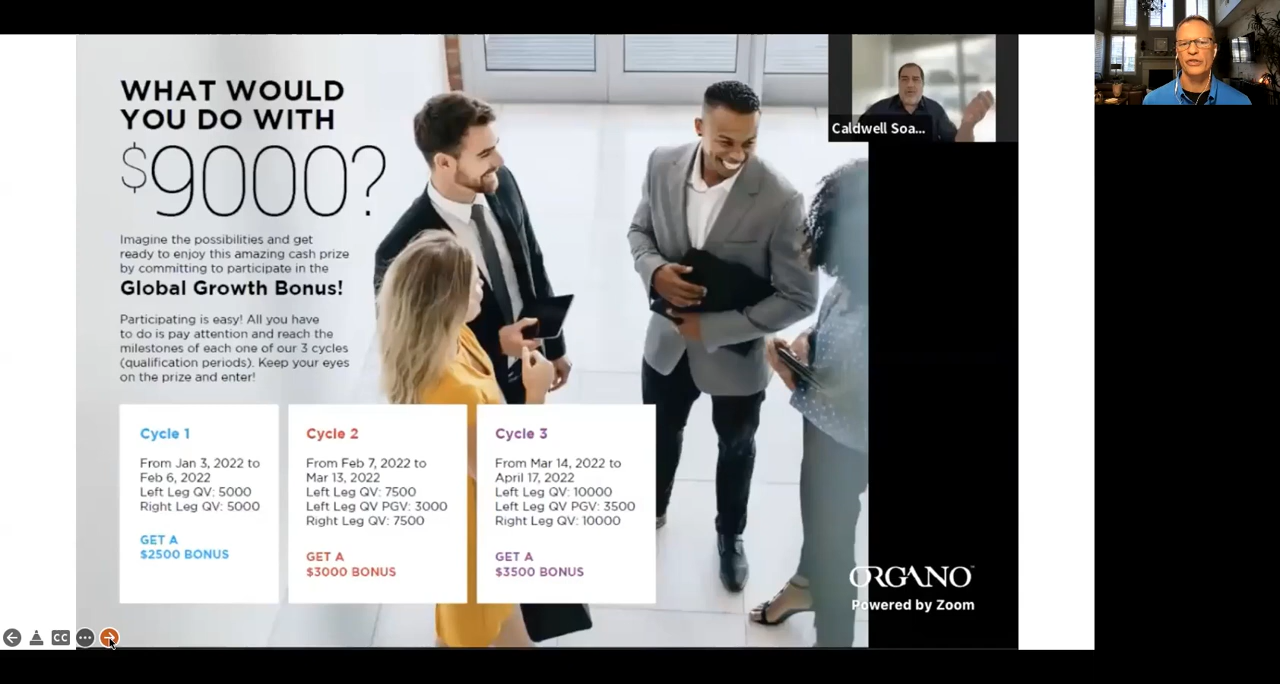 WHAT WOULD
YOU DO WITH
$9000?
Imagine the possibilities and get
ready to enjoy this amazing cash prize
by committing to participate in the
Global Growth Bonus!
Participating is easy! All you have
to do is pay attention and reach the
milestones of each one of our 3 cycles
(qualification periods). Keep your eyes
on the prize and enter!
Cycle 1
From Jan 3, 2022 to
Feb 6, 2022
Left Leg QV: 5000
Right Leg QV: 5000
GET A
$2500 BONUS
Cycle 2
From Feb 7, 2022 to
Mar 13, 2022
Left Leg QV: 7500
Left Leg QV PGV: 3000
Right Leg QV: 7500
GET A
$3000 BONUS
Cycle 3
From Mar 14, 2022 to
April 17, 2022
Left Leg QV: 10000
Left Leg QV PGV: 3500
Right Leg QV: 10000
GET A
$3500 BONUS
Caldwell Soa...
ORGANO™
Powered by Zoom
CC